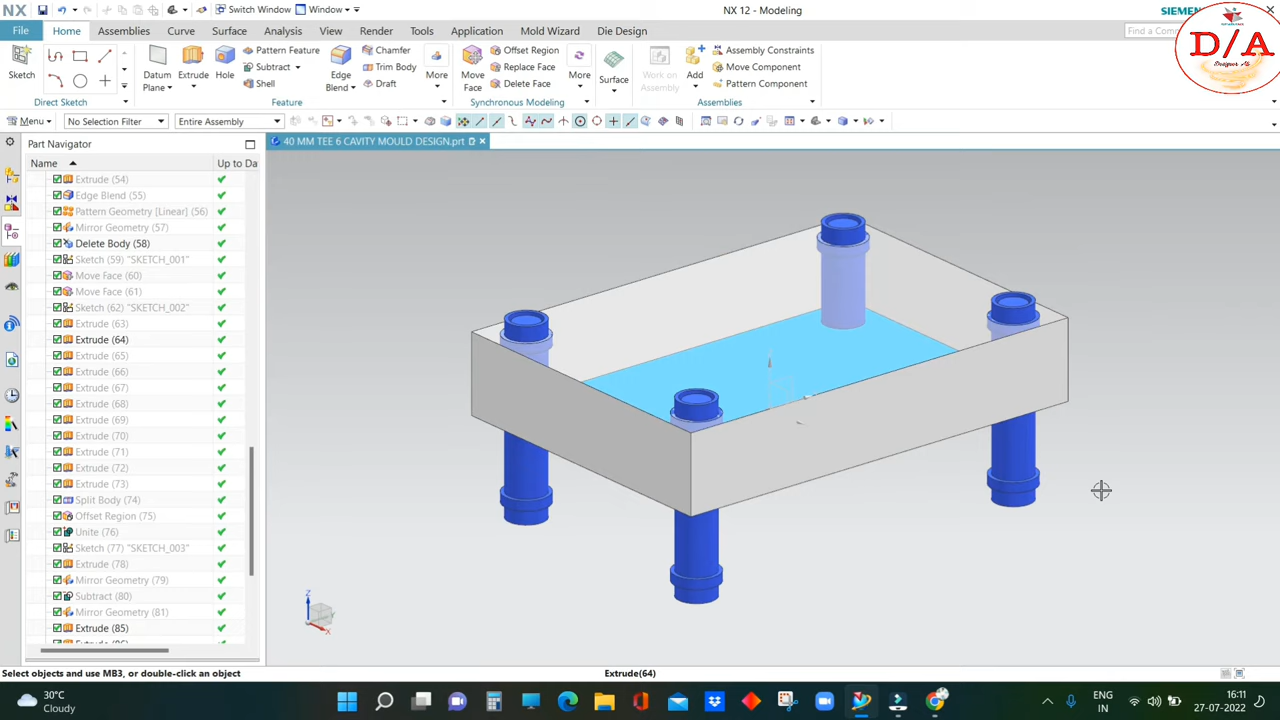 NX
Switch Window
Window
NX 12 - Modeling
SIEM
File
Home
Assemblies
Curve
Surface
Analysis
View
Render
Tools
Application
Mold Wizard
Die Design
Find a Com
D/A
Designer Ab
Sketch
Direct Sketch
Datum Plane
Extrude
Hole
Pattern Feature
Subtract
Shell
Edge Blend
Chamfer
Trim Body
Draft
More
Feature
Move Face
Offset Region
Replace Face
Delete Face
More
Synchronous Modeling
Surface
Work on Assembly
Add
Assembly Constraints
Move Component
Pattern Component
Assemblies
Menu
No Selection Filter
Entire Assembly
Part Navigator
40 MM TEE 6 CAVITY MOULD DESIGN.prt
Name
Up to Da
Extrude (54)
Edge Blend (55)
Pattern Geometry [Linear] (56)
Mirror Geometry (57)
Delete Body (58)
Sketch (59) "SKETCH_001"
Move Face (60)
Move Face (61)
Sketch (62) "SKETCH_002"
Extrude (63)
Extrude (64)
Extrude (65)
Extrude (66)
Extrude (67)
Extrude (68)
Extrude (69)
Extrude (70)
Extrude (71)
Extrude (72)
Extrude (73)
Split Body (74)
Offset Region (75)
Unite (76)
Sketch (77) "SKETCH_003"
Extrude (78)
Mirror Geometry (79)
Subtract (80)
Mirror Geometry (81)
Extrude (85)
Extrude (86)
Z
X
Select objects and use MB3, or double-click an object
Extrude(64)
30°C
Cloudy
ENG
IN
16:11
27-07-2022